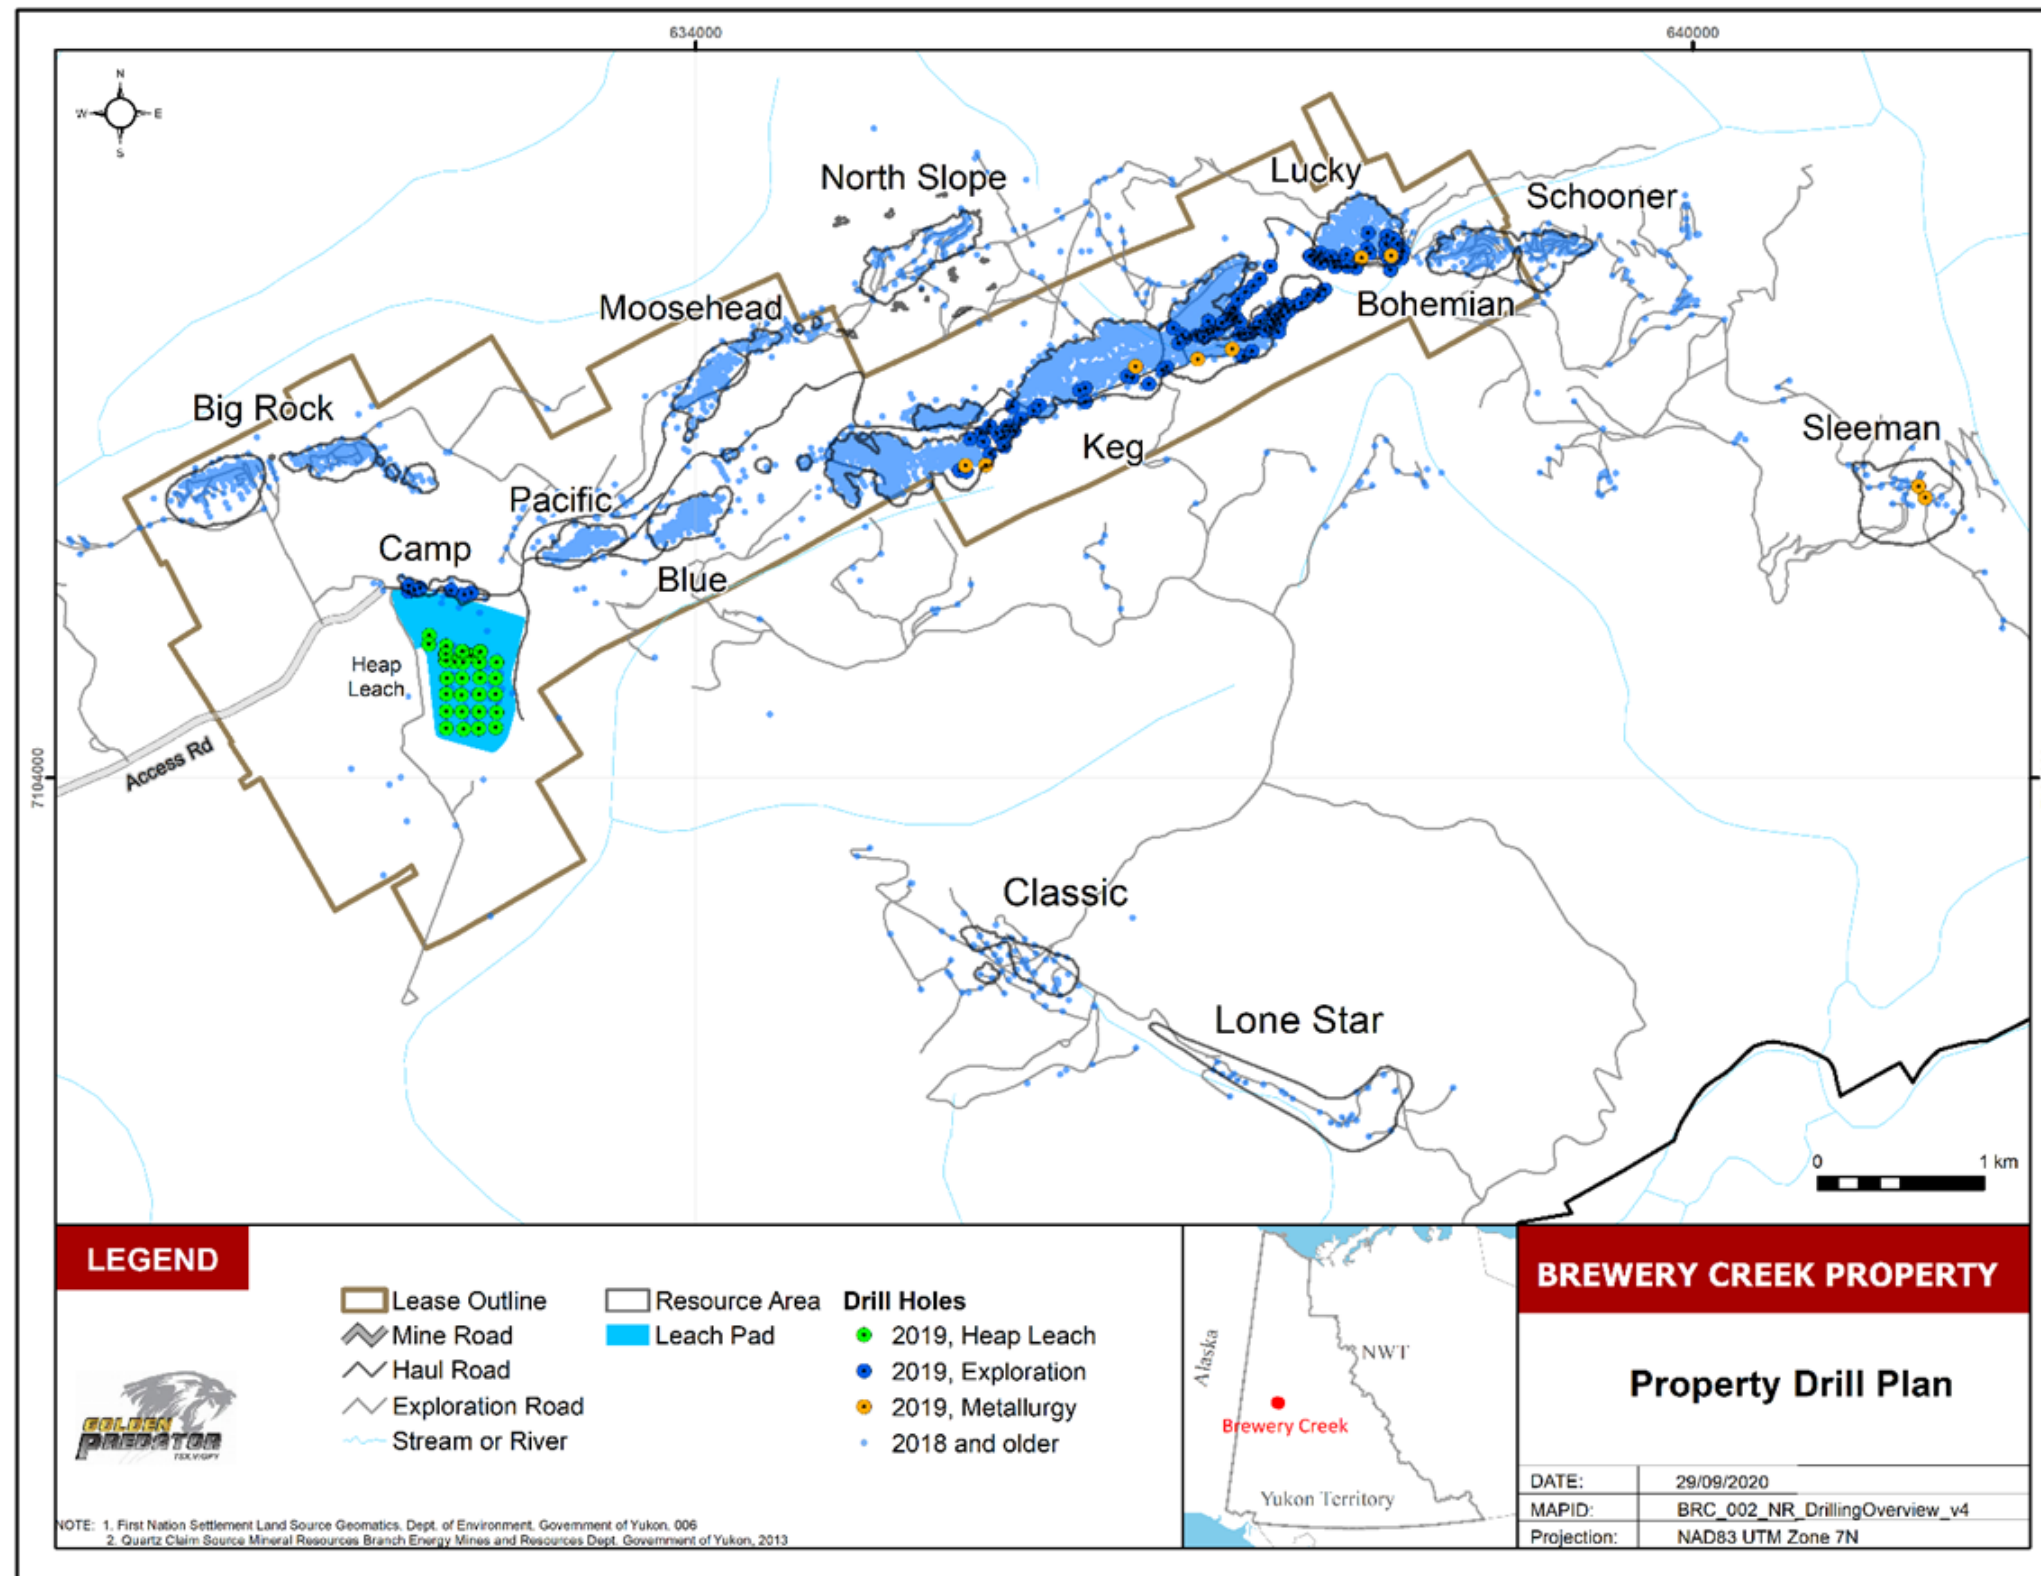 634000
640000
N
W
E
S
North Slope
Lucky
Schooner
Moosehead
Bohemian
Big Rock
Sleeman
Keg
Pacific
Camp
Blue
Heap
Leach
Access Rd
7104000
Classic
Lone Star
0
1 km
LEGEND
Lease Outline
Mine Road
Haul Road
Exploration Road
Stream or River
Resource Area
Leach Pad
Drill Holes
2019, Heap Leach
2019, Exploration
2019, Metallurgy
2018 and older
GOLDEN
PREDATOR
TSX.V:GPY
NOTE: 1. First Nation Settlement Land Source Geomatics, Dept. of Environment, Government of Yukon, 006
2. Quartz Claim Source Mineral Resources Branch Energy Mines and Resources Dept. Government of Yukon, 2013
Alaska
NWT
Brewery Creek
Yukon Territory
BREWERY CREEK PROPERTY
Property Drill Plan
DATE: 29/09/2020
MAPID: BRC_002_NR_DrillingOverview_v4
Projection: NAD83 UTM Zone 7N